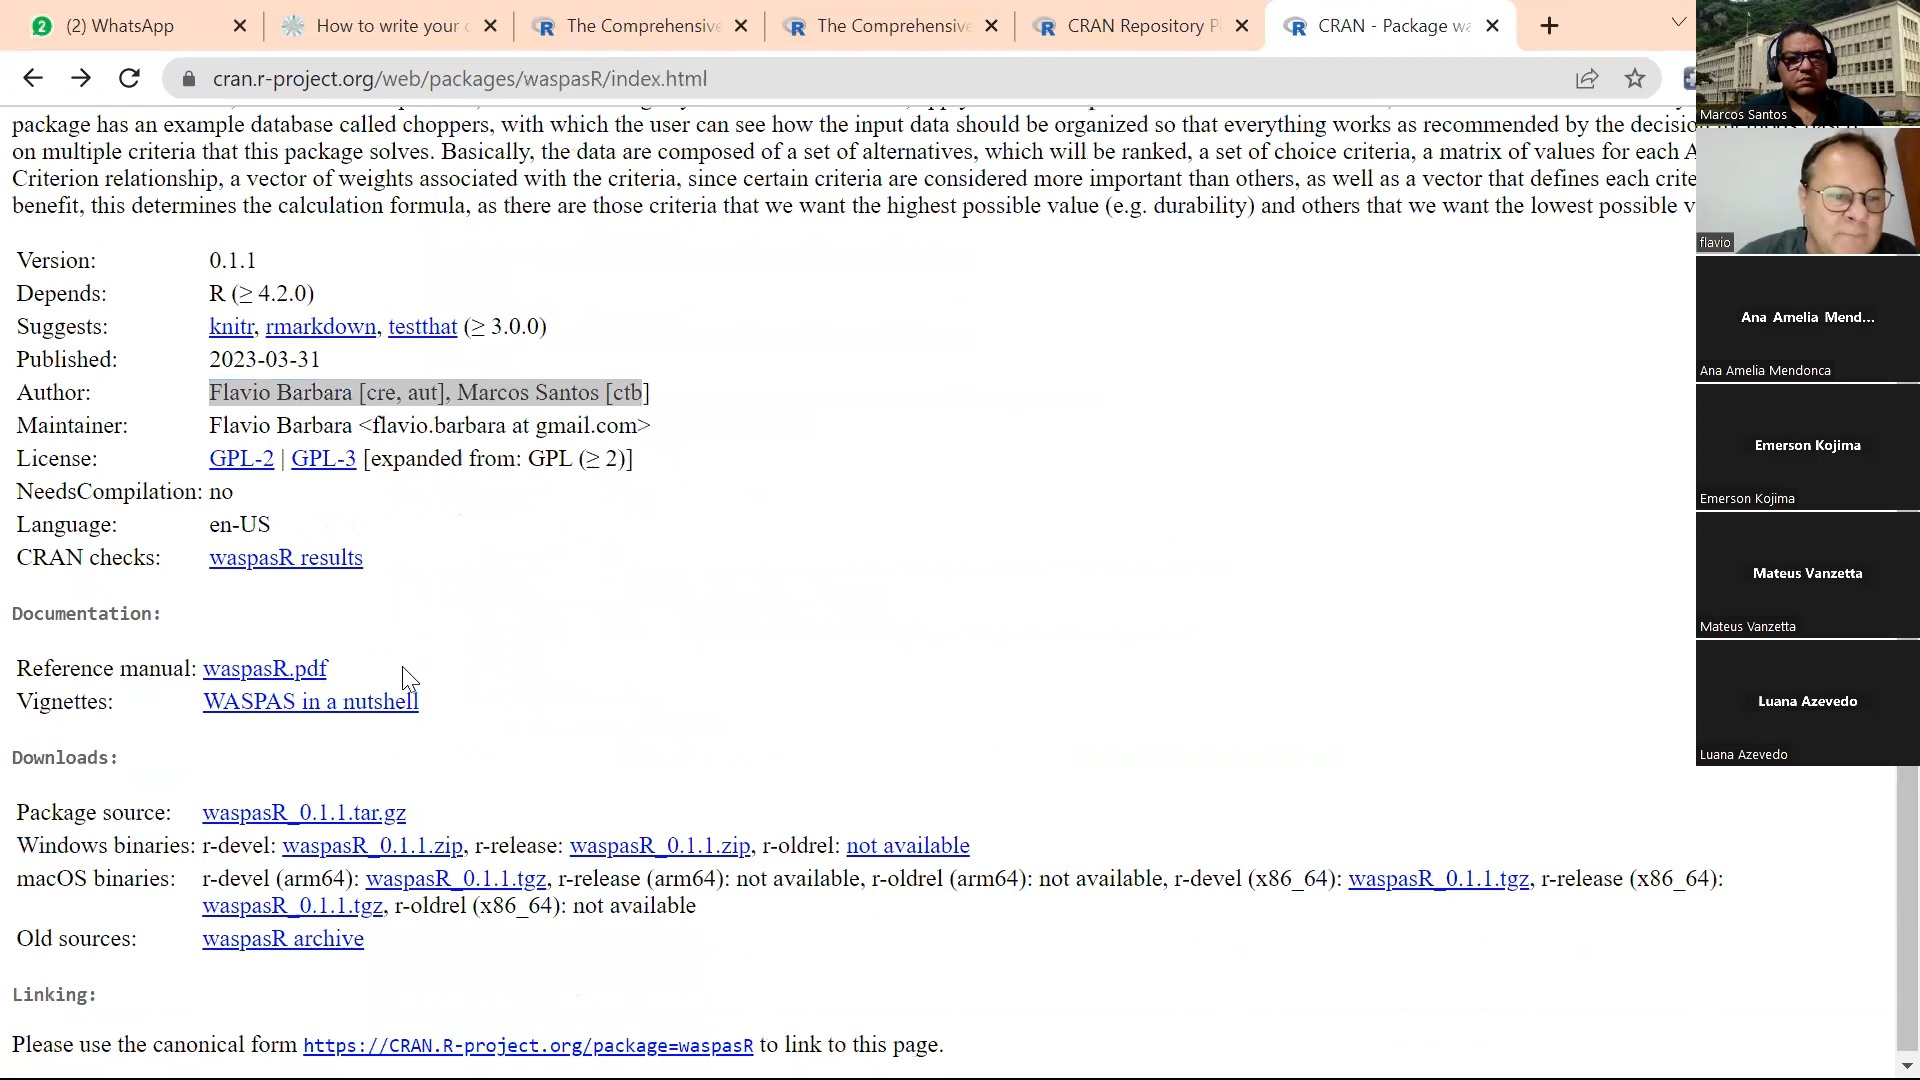 (2) WhatsApp
How to write your c
The Comprehensive
The Comprehensive
CRAN Repository P
CRAN - Package wa
cran.r-project.org/web/packages/waspasR/index.html
package has an example database called choppers, with which the user can see how the input data should be organized so that everything works as recommended by the decisio
on multiple criteria that this package solves. Basically, the data are composed of a set of alternatives, which will be ranked, a set of choice criteria, a matrix of values for each A
Criterion relationship, a vector of weights associated with the criteria, since certain criteria are considered more important than others, as well as a vector that defines each crite
benefit, this determines the calculation formula, as there are those criteria that we want the highest possible value (e.g. durability) and others that we want the lowest possible v
Version: 0.1.1
Depends: R (≥ 4.2.0)
Suggests: knitr, rmarkdown, testthat (≥ 3.0.0)
Published: 2023-03-31
Author: Flavio Barbara [cre, aut], Marcos Santos [ctb]
Maintainer: Flavio Barbara <flavio.barbara at gmail.com>
License: GPL-2 | GPL-3 [expanded from: GPL (≥ 2)]
NeedsCompilation: no
Language: en-US
CRAN checks: waspasR results
Documentation:
Reference manual: waspasR.pdf
Vignettes: WASPAS in a nutshell
Downloads:
Package source: waspasR_0.1.1.tar.gz
Windows binaries: r-devel: waspasR_0.1.1.zip, r-release: waspasR_0.1.1.zip, r-oldrel: not available
macOS binaries: r-devel (arm64): waspasR_0.1.1.tgz, r-release (arm64): not available, r-oldrel (arm64): not available, r-devel (x86_64): waspasR_0.1.1.tgz, r-release (x86_64):
waspasR_0.1.1.tgz, r-oldrel (x86_64): not available
Old sources: waspasR archive
Linking:
Please use the canonical form https://CRAN.R-project.org/package=waspasR to link to this page.
Marcos Santos
flavio
Ana Amelia Mend...
Ana Amelia Mendonca
Emerson Kojima
Emerson Kojima
Mateus Vanzetta
Mateus Vanzetta
Luana Azevedo
Luana Azevedo